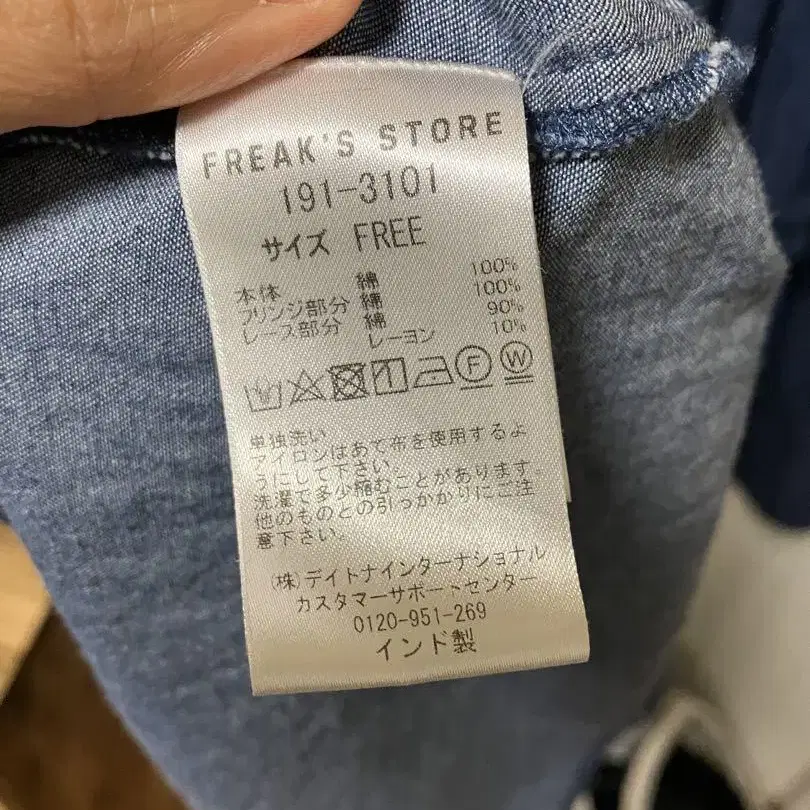 FREAK'S STORE
191-3101
サイズ FREE
本体 綿 100%
フリンジ部分 綿 100%
レース部分 綿 90%
レーヨン 10%
F W
単独洗い
アイロンはあて布を使用するよ
うにして下さい。
洗濯で多少縮むことがあります。
他のものとの引っかかりにご注
意下さい。
(株)デイトナインターナショナル
カスタマーサポートセンター
0120-951-269
インド製